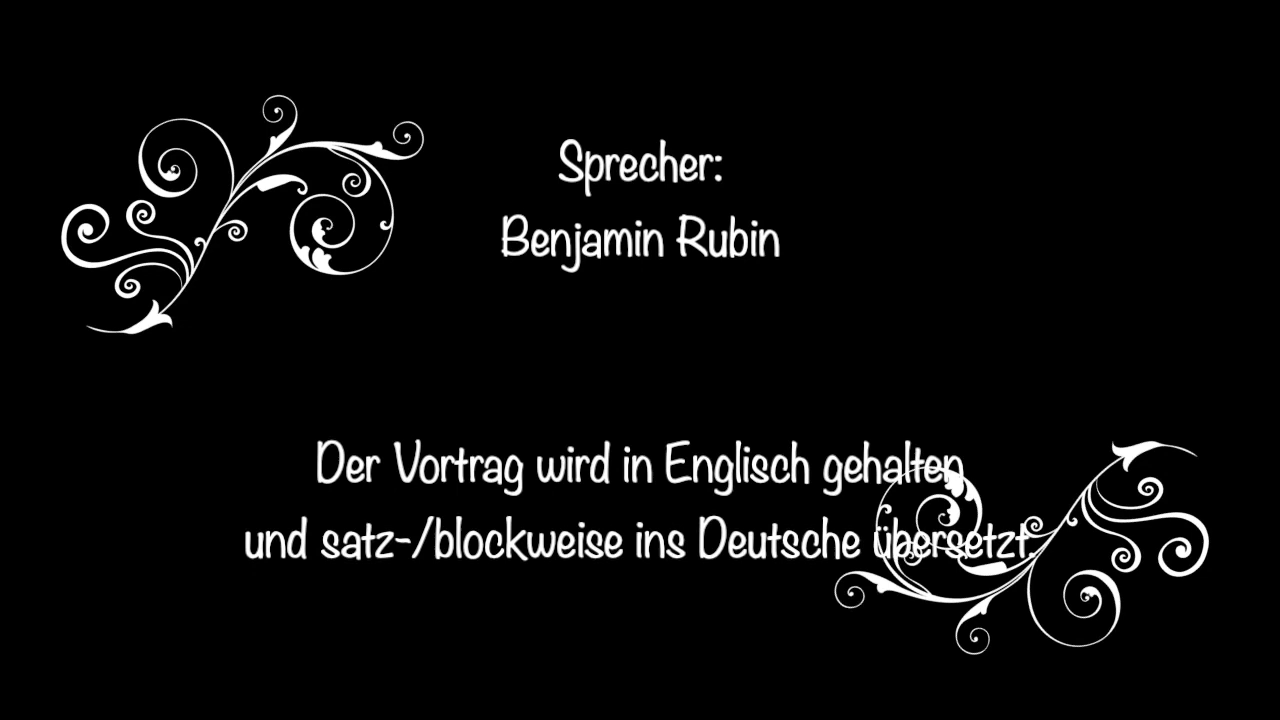 Sprecher:
Benjamin Rubin
Der Vortrag wird in Englisch gehalten
und satz-/blockweise ins Deutsche übersetzt.